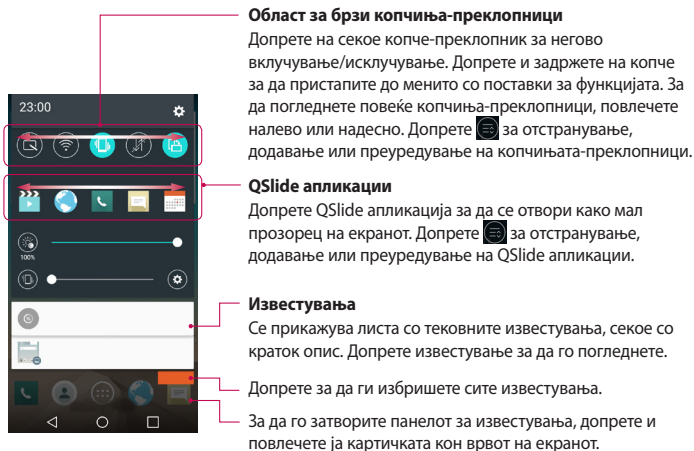 Област за брзи копчиња-преклопници
Допрете на секое копче-преклопник за негово
вклучување/исклучување. Допрете и задржете на копче
за да пристапите до менито со поставки за функцијата. За
да погледнете повеќе копчиња-преклопници, повлечете
налево или надесно. Допрете за отстранување,
додавање или преуредување на копчињата-преклопници.
23:00
QSlide апликации
Допрете QSlide апликација за да се отвори како мал
прозорец на екранот. Допрете за отстранување,
додавање или преуредување на QSlide апликации.
100%
Известувања
Се прикажува листа со тековните известувања, секое со
краток опис. Допрете известување за да го погледнете.
Допрете за да ги избришете сите известувања.
За да го затворите панелот за известувања, допрете и
повлечете ја картичката кон врвот на екранот.